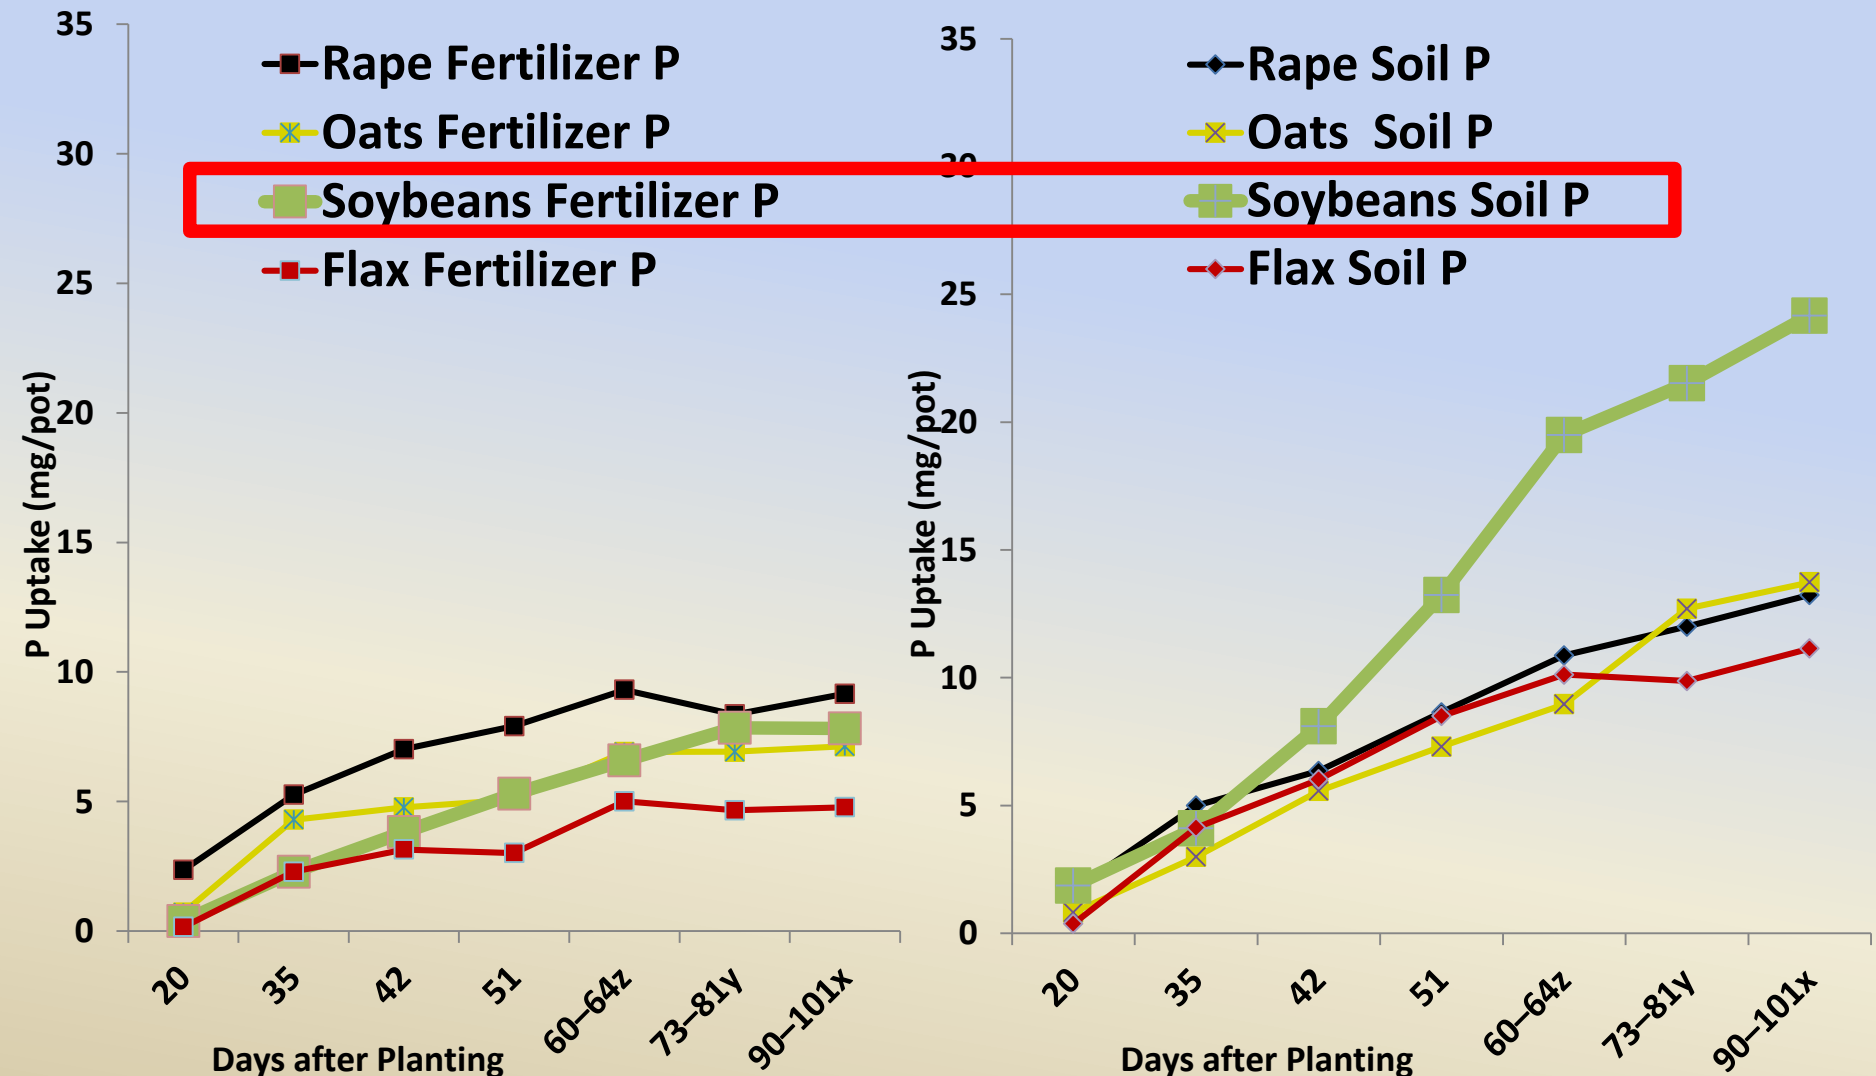 35
30
25
20
15
10
5
0
P Uptake (mg/pot)
Rape Fertilizer P
Oats Fertilizer P
Soybeans Fertilizer P
Flax Fertilizer P
20
35
42
51
60–64z
73–81y
90–101x
Days after Planting
35
30
25
20
15
10
5
0
P Uptake (mg/pot)
Rape Soil P
Oats Soil P
Soybeans Soil P
Flax Soil P
20
35
42
51
60–64z
73–81y
90–101x
Days after Planting